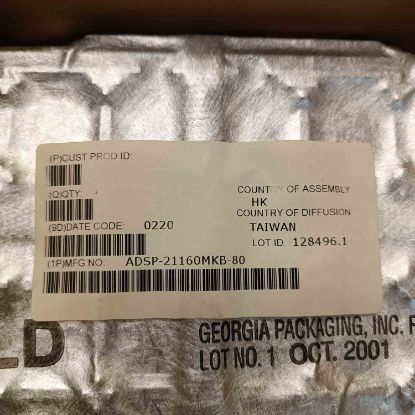 (P)CUST PROD ID:
(Q)QTY:
COUNTRY OF ASSEMBLY
HK
(9D)DATE CODE: 0220
COUNTRY OF DIFFUSION
TAIWAN
LOT ID. 128496.1
(1P)MFG NO: ADSP-21160MKB-80
LD
GEORGIA PACKAGING, INC. F
LOT NO. 1 OCT. 2001